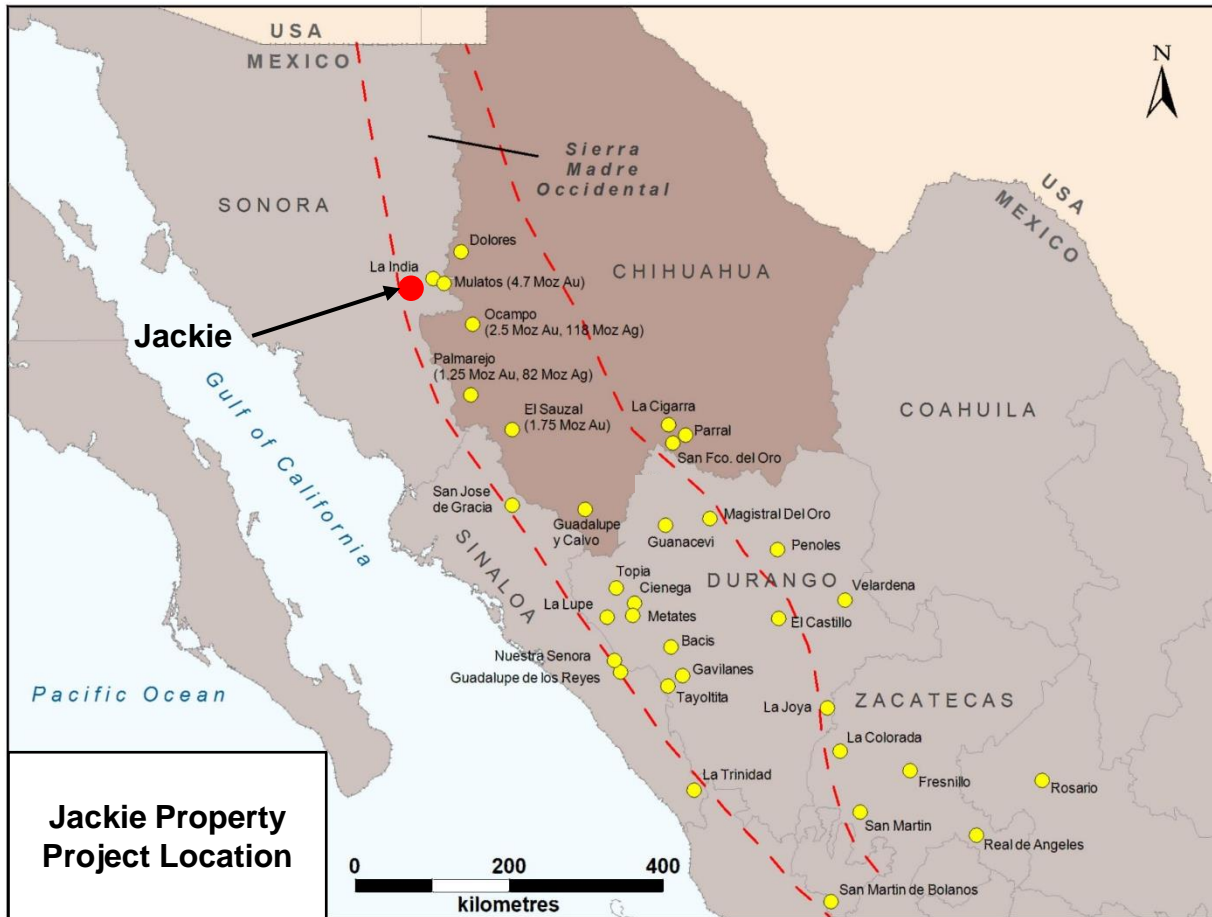 USA
MEXICO
N
Sierra
Madre
Occidental
USA
MEXICO
SONORA
Dolores
La India
CHIHUAHUA
Mulatos (4.7 Moz Au)
Jackie
Ocampo
(2.5 Moz Au, 118 Moz Ag)
Palmarejo
(1.25 Moz Au, 82 Moz Ag)
El Sauzal
(1.75 Moz Au)
La Cigarra
Parral
San Fco. del Oro
COAHUILA
Gulf of California
San Jose
de Gracia
Guadalupe
y Calvo
Guanacevi
Magistral Del Oro
Penoles
SINALOA
Topia
Cienega
DURANGO
Velardena
La Lupe
Metates
El Castillo
Bacis
Nuestra Senora
Gavilanes
Guadalupe de los Reyes
Tayoltita
Pacific Ocean
La Joya
ZACATECAS
La Colorada
La Trinidad
Fresnillo
Rosario
San Martin
Real de Angeles
San Martin de Bolanos
Jackie Property
Project Location
0 200 400
kilometres